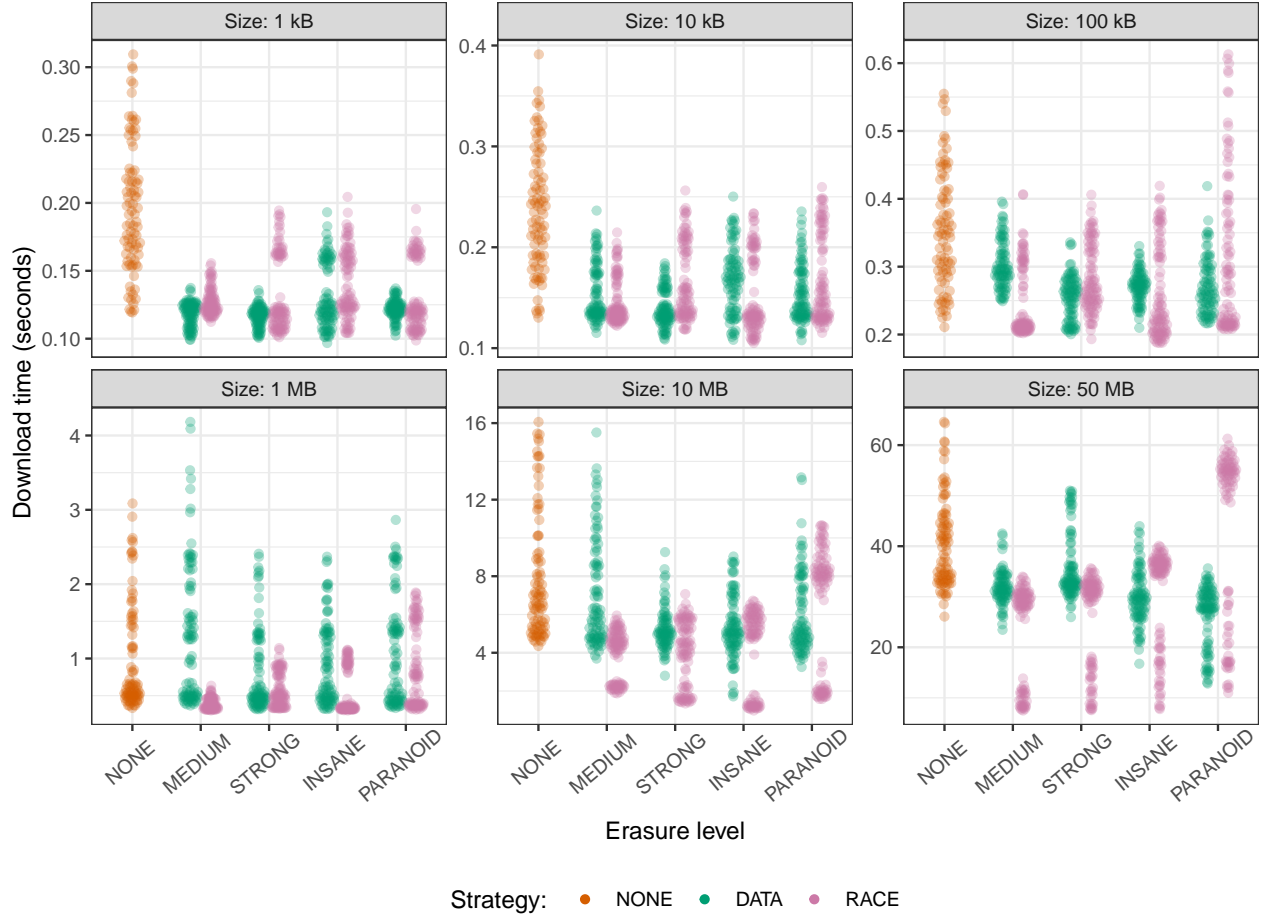 Size: 1 kB
Size: 10 kB
Size: 100 kB
0.30
0.25
0.20
0.15
0.10
0.4
0.3
0.2
0.1
0.6
0.5
0.4
0.3
0.2
Download time (seconds)
Size: 1 MB
Size: 10 MB
Size: 50 MB
4
3
2
1
16
12
8
4
60
40
20
NONE
MEDIUM
STRONG
INSANE
PARANOID
NONE
MEDIUM
STRONG
INSANE
PARANOID
NONE
MEDIUM
STRONG
INSANE
PARANOID
Erasure level
Strategy: NONE DATA RACE